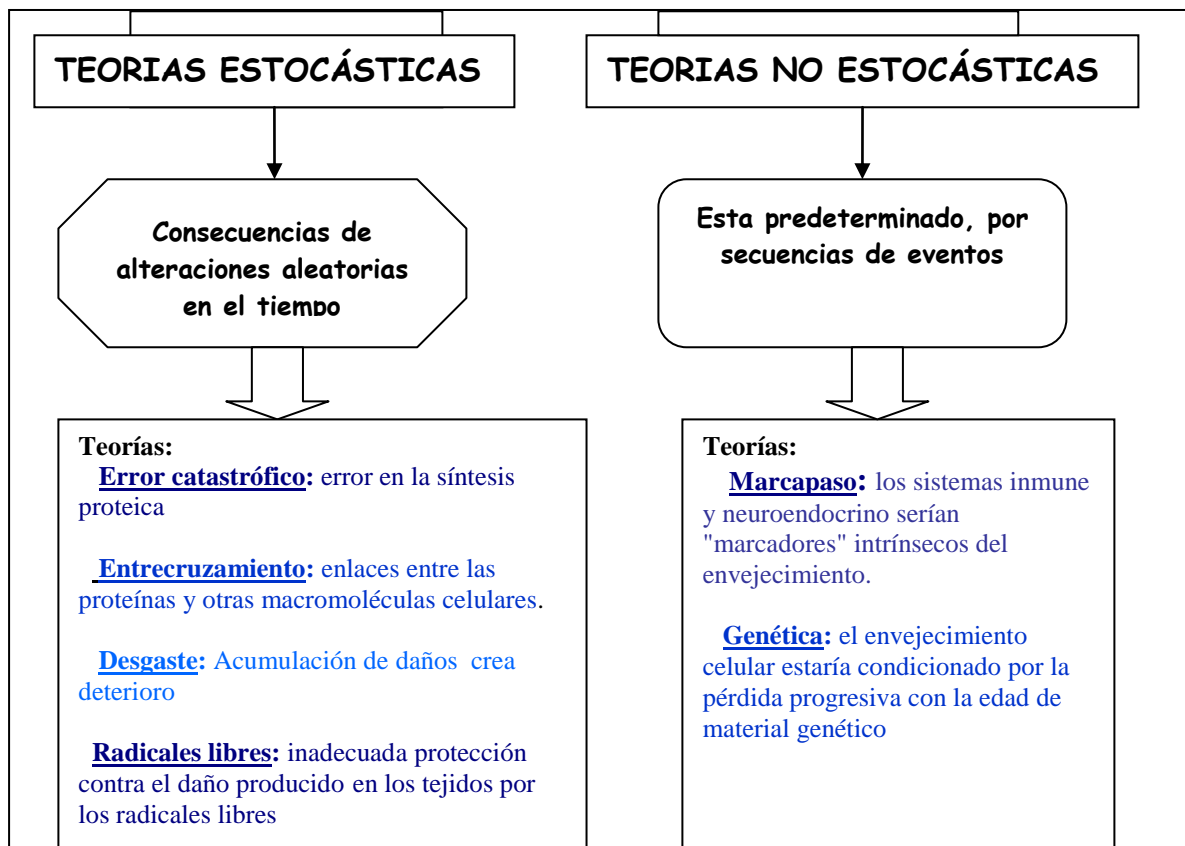 TEORIAS ESTOCÁSTICAS
Consecuencias de
alteraciones aleatorias
en el tiempo
Teorías:
Error catastrófico: error en la síntesis
proteica
Entrecruzamiento: enlaces entre las
proteínas y otras macromoléculas celulares.
Desgaste: Acumulación de daños crea
deterioro
Radicales libres: inadecuada protección
contra el daño producido en los tejidos por
los radicales libres
TEORIAS NO ESTOCÁSTICAS
Esta predeterminado, por
secuencias de eventos
Teorías:
Marcapaso: los sistemas inmune
y neuroendocrino serían
"marcadores" intrínsecos del
envejecimiento.
Genética: el envejecimiento
celular estaría condicionado por la
pérdida progresiva con la edad de
material genético